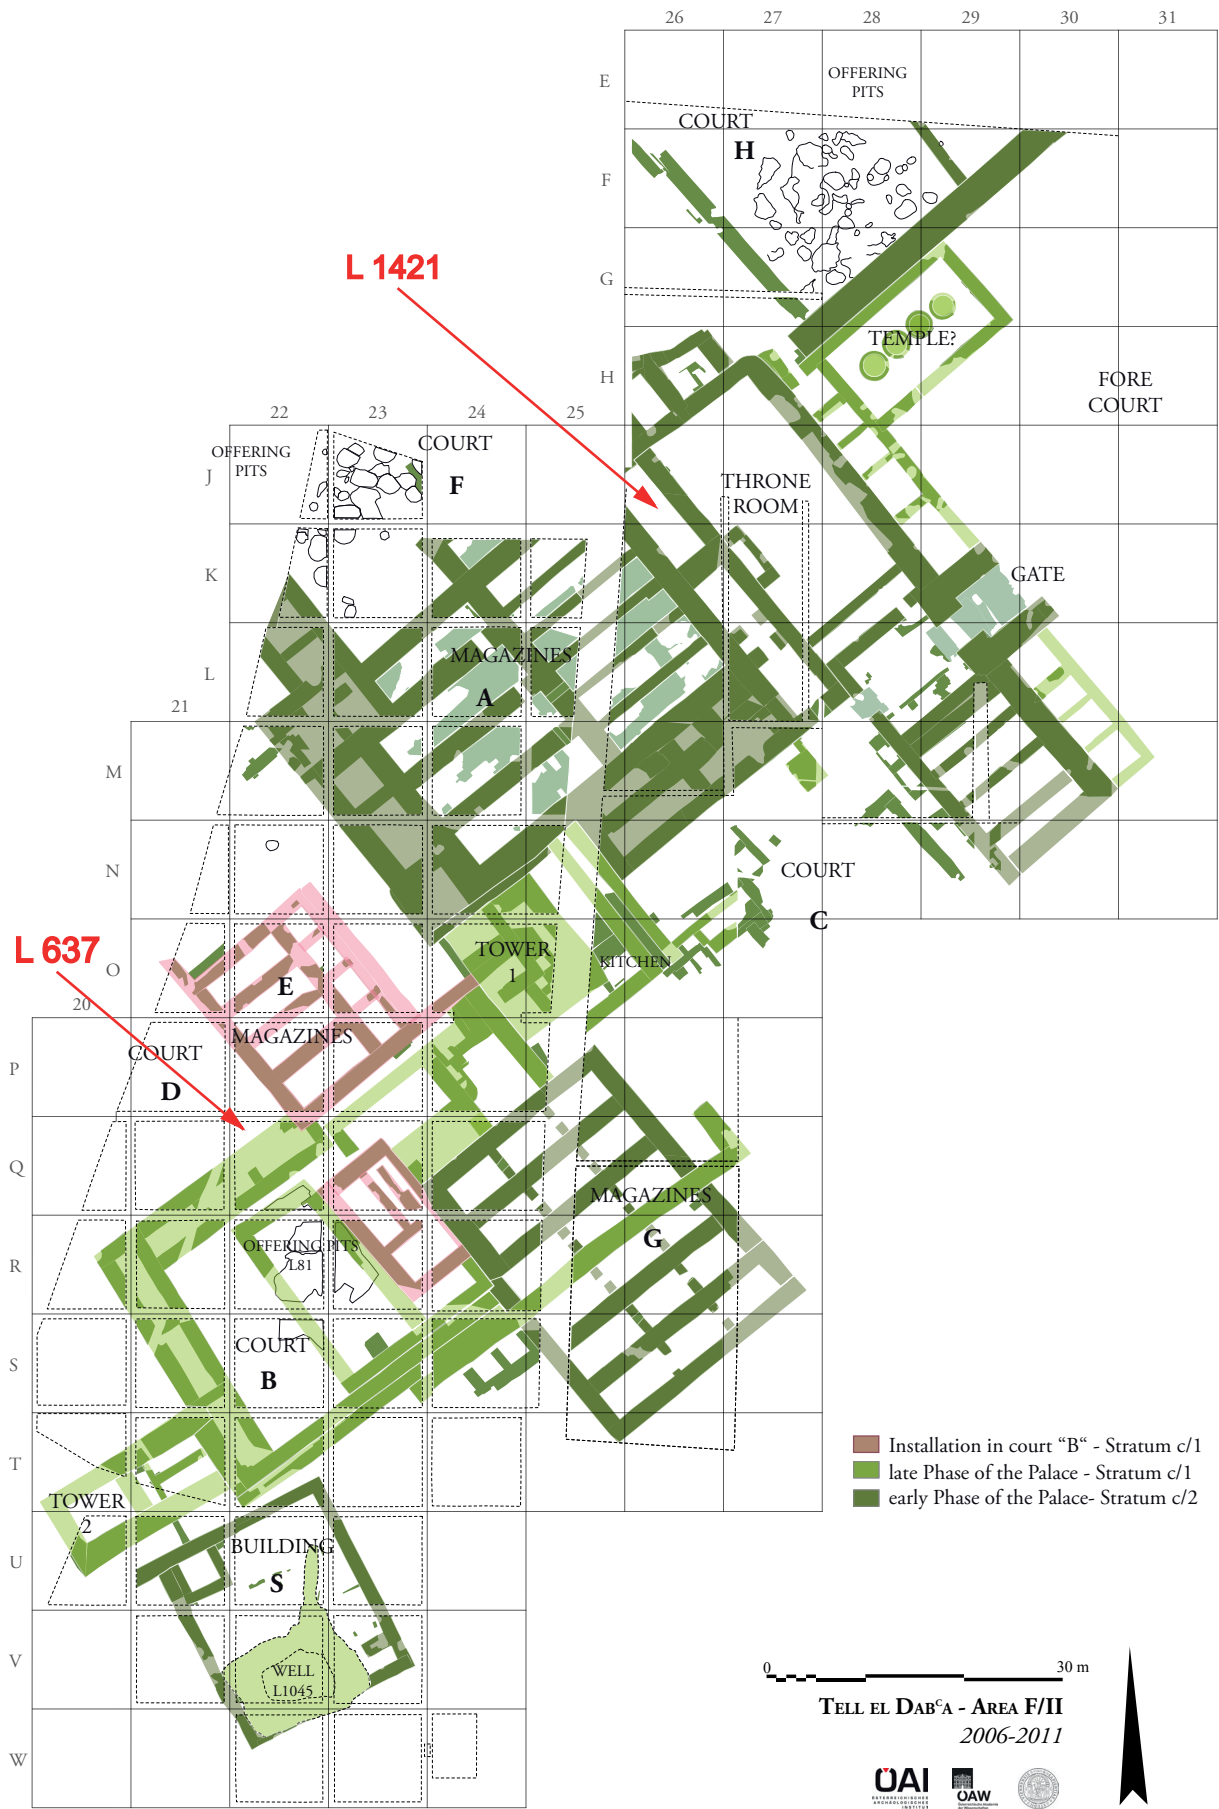 26 27 28 29 30 31
E
OFFERING
PITS
COURT
H
F
L 1421
G
TEMPLE?
H
FORE
COURT
22 23 24 25
OFFERING
PITS
COURT
J
F
THRONE
ROOM
K
GATE
MAGAZINES
L
A
21
M
N
COURT
C
L 637
TOWER
1
KITCHEN
O
E
20
MAGAZINES
COURT
P
D
Q
MAGAZINES
G
R
OFFERING PITS
L81
S
COURT
B
T
TOWER
2
U
BUILDING
S
V
WELL
L1045
W
Installation in court “B“ - Stratum c/1
late Phase of the Palace - Stratum c/1
early Phase of the Palace- Stratum c/2
0 30 m
TELL EL DABᶜA - AREA F/II
2006-2011
ÖAI
ÖSTERREICHISCHES
ARCHÄOLOGISCHES
INSTITUT
ÖAW